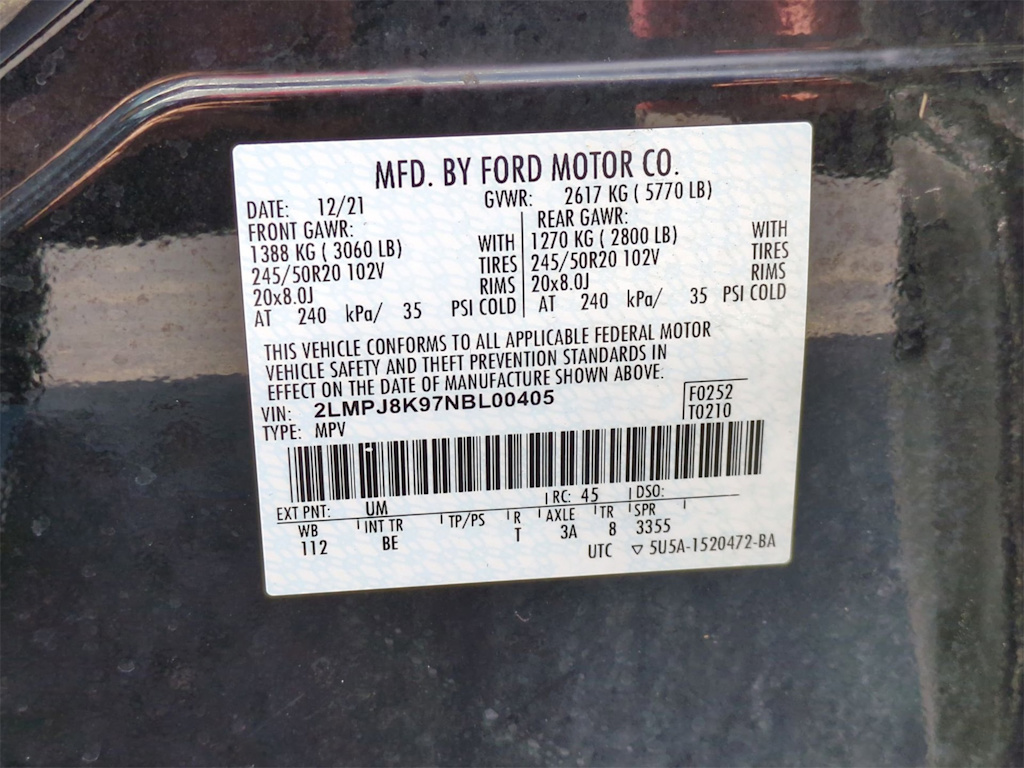 MFD. BY FORD MOTOR CO.
DATE: 12/21 GVWR: 2617 KG ( 5770 LB)
FRONT GAWR: REAR GAWR:
1388 KG ( 3060 LB) WITH 1270 KG ( 2800 LB) WITH
245/50R20 102V TIRES 245/50R20 102V TIRES
20x8.0J RIMS 20x8.0J RIMS
AT 240 kPa/ 35 PSI COLD AT 240 kPa/ 35 PSI COLD
THIS VEHICLE CONFORMS TO ALL APPLICABLE FEDERAL MOTOR
VEHICLE SAFETY AND THEFT PREVENTION STANDARDS IN
EFFECT ON THE DATE OF MANUFACTURE SHOWN ABOVE.
VIN: 2LMPJ8K97NBL00405 F0252
TYPE: MPV T0210
EXT PNT: UM RC: 45 DSO:
WB INT TR TP/PS R AXLE TR SPR
112 BE T 3A 8 3355
UTC ▽ 5U5A-1520472-BA